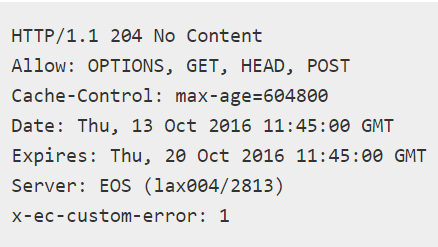 HTTP/1.1 204 No Content
Allow: OPTIONS, GET, HEAD, POST
Cache-Control: max-age=604800
Date: Thu, 13 Oct 2016 11:45:00 GMT
Expires: Thu, 20 Oct 2016 11:45:00 GMT
Server: EOS (lax004/2813)
x-ec-custom-error: 1